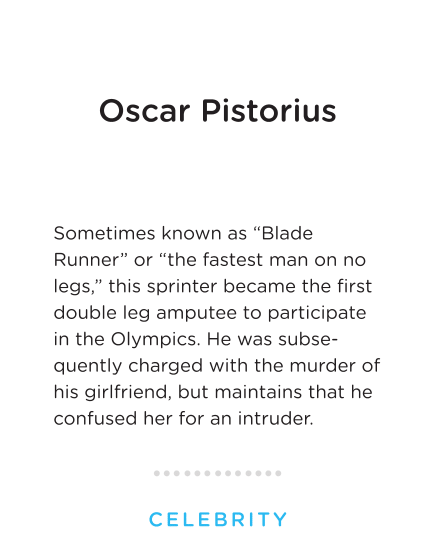 Oscar Pistorius
Sometimes known as “Blade
Runner” or “the fastest man on no
legs,” this sprinter became the first
double leg amputee to participate
in the Olympics. He was subse-
quently charged with the murder of
his girlfriend, but maintains that he
confused her for an intruder.
CELEBRITY